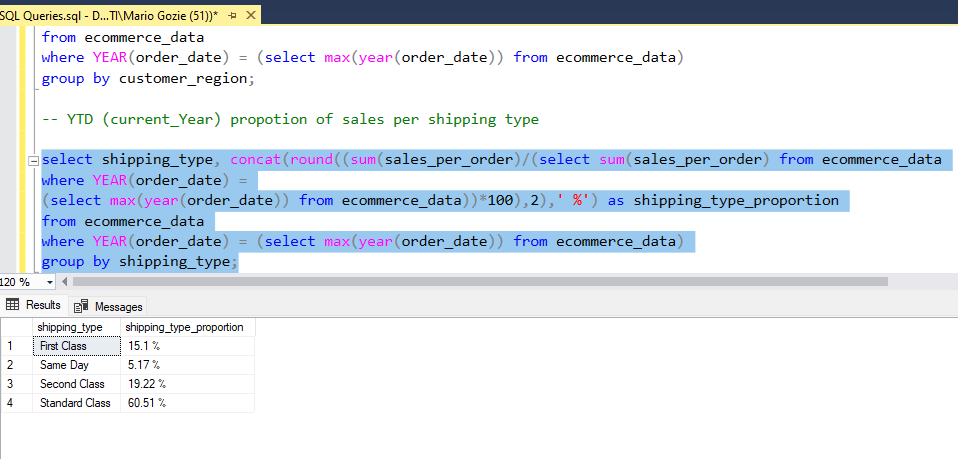 SQL Queries.sql - D...TI\Mario Gozie (51))*
from ecommerce_data
where YEAR(order_date) = (select max(year(order_date)) from ecommerce_data)
group by customer_region;
-- YTD (current_Year) propotion of sales per shipping type
select shipping_type, concat(round((sum(sales_per_order)/(select sum(sales_per_order) from ecommerce_data
where YEAR(order_date) =
(select max(year(order_date)) from ecommerce_data))*100),2),' %') as shipping_type_proportion
from ecommerce_data
where YEAR(order_date) = (select max(year(order_date)) from ecommerce_data)
group by shipping_type;
120 %
Results Messages
shipping_type shipping_type_proportion
1 First Class 15.1 %
2 Same Day 5.17 %
3 Second Class 19.22 %
4 Standard Class 60.51 %